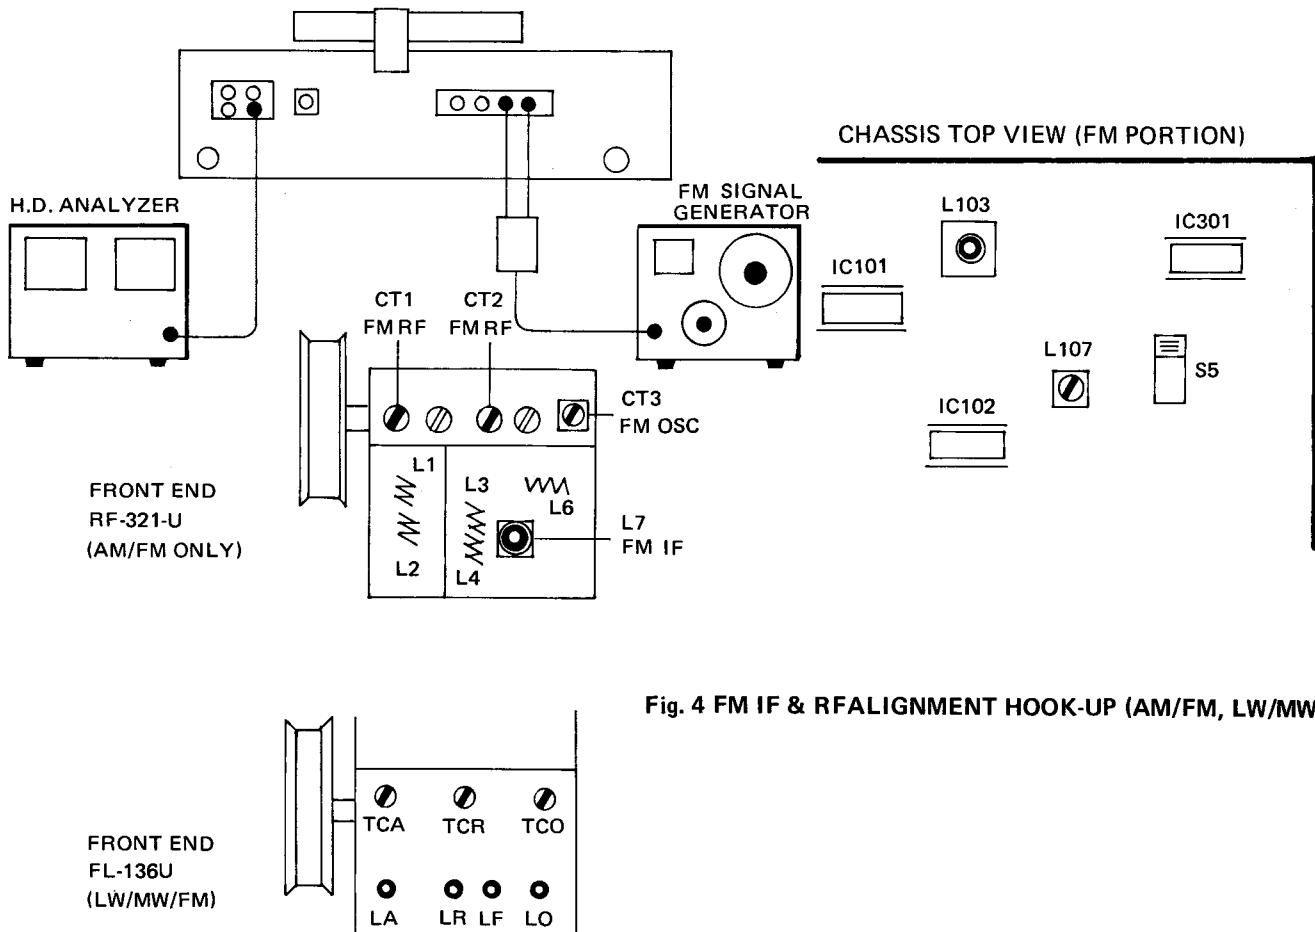 CHASSIS TOP VIEW (FM PORTION)
H.D. ANALYZER
FM SIGNAL
GENERATOR
L103
IC301
IC101
CT1
FM RF
CT2
FM RF
L107
S5
CT3
FM OSC
IC102
L1
L3
L6
FRONT END
RF-321-U
(AM/FM ONLY)
L7
FM IF
L2
L4
Fig. 4 FM IF & RFALIGNMENT HOOK-UP (AM/FM, LW/MW
TCA
TCR
TCO
FRONT END
FL-136U
(LW/MW/FM)
LA
LR
LF
LO